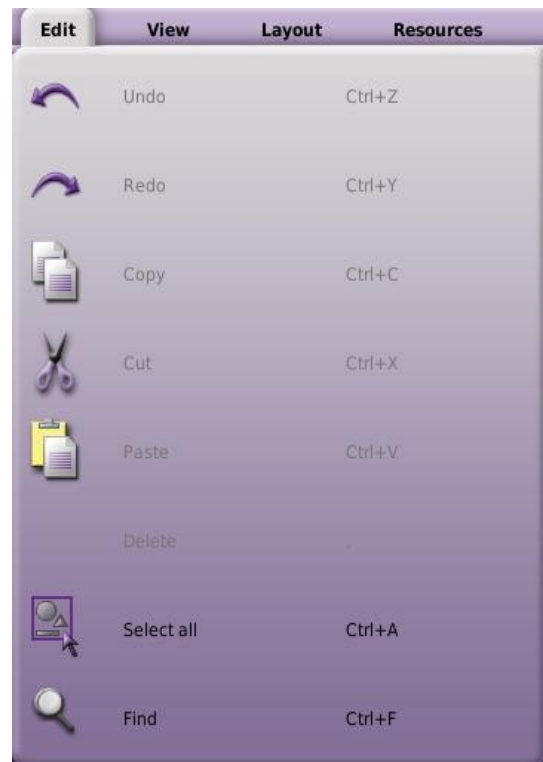 Edit View Layout Resources
Undo Ctrl+Z
Redo Ctrl+Y
Copy Ctrl+C
Cut Ctrl+X
Paste Ctrl+V
Delete .
Select all Ctrl+A
Find Ctrl+F